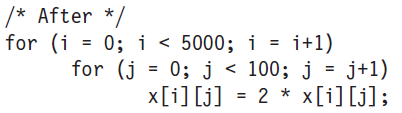 /* After */
for (i = 0; i < 5000; i = i+1)
for (j = 0; j < 100; j = j+1)
x[i][j] = 2 * x[i][j];